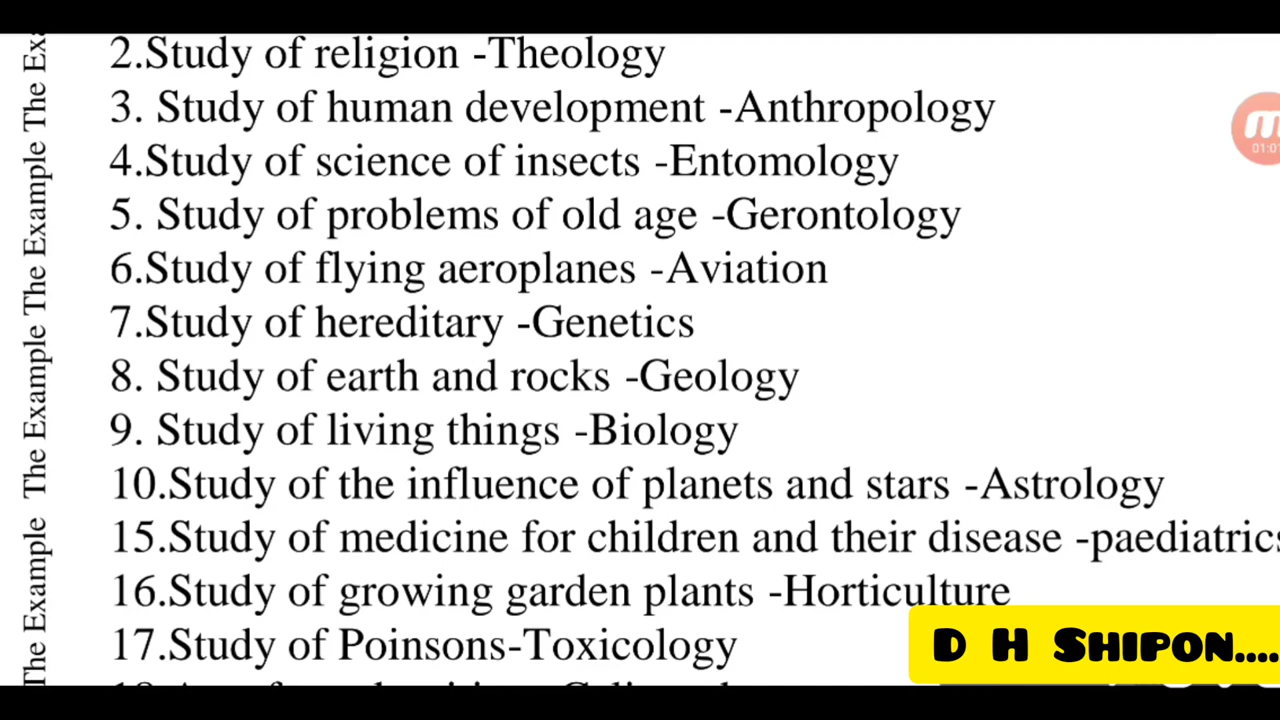 2.Study of religion -Theology
3. Study of human development -Anthropology
4.Study of science of insects -Entomology
5. Study of problems of old age -Gerontology
6.Study of flying aeroplanes -Aviation
7.Study of hereditary -Genetics
8. Study of earth and rocks -Geology
9. Study of living things -Biology
10.Study of the influence of planets and stars -Astrology
15.Study of medicine for children and their disease -paediatrics
16.Study of growing garden plants -Horticulture
17.Study of Poinsons-Toxicology
The Example The Example The Example The Exa
01:01
D H SHIPON....